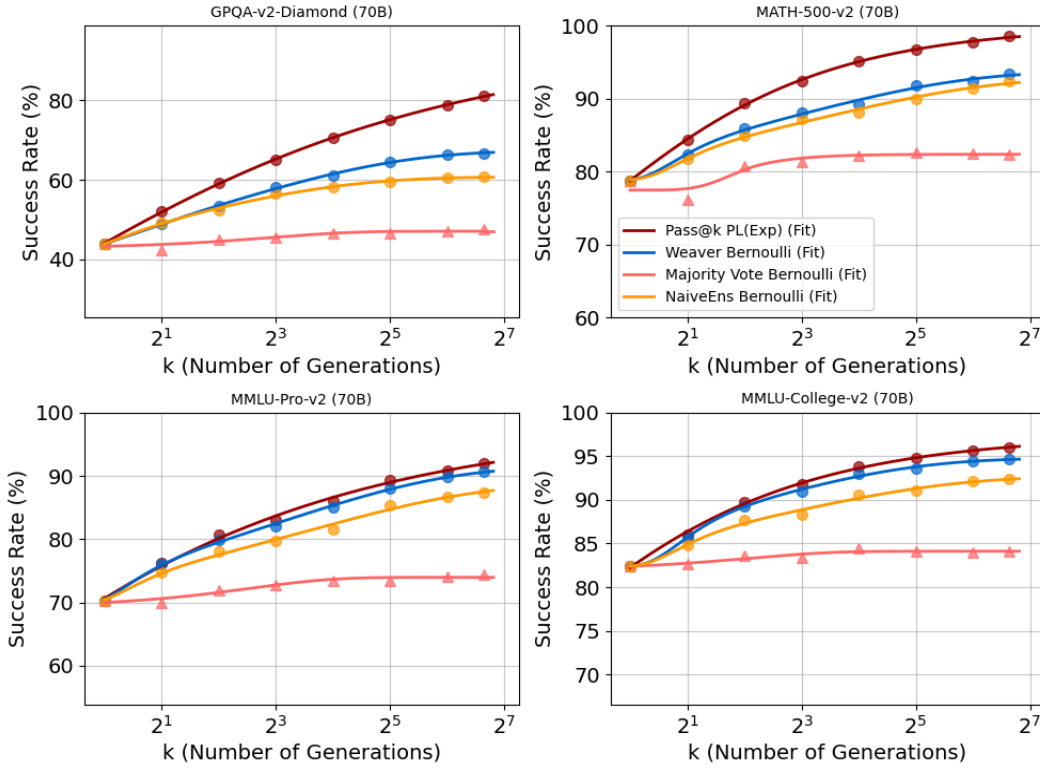 GPQA-v2-Diamond (70B)
Success Rate (%)
80
60
40
2^1
2^3
2^5
2^7
k (Number of Generations)
MATH-500-v2 (70B)
Success Rate (%)
100
90
80
70
60
Pass@k PL(Exp) (Fit)
Weaver Bernoulli (Fit)
Majority Vote Bernoulli (Fit)
NaiveEns Bernoulli (Fit)
2^1
2^3
2^5
2^7
k (Number of Generations)
MMLU-Pro-v2 (70B)
Success Rate (%)
100
90
80
70
60
2^1
2^3
2^5
2^7
k (Number of Generations)
MMLU-College-v2 (70B)
Success Rate (%)
100
95
90
85
80
75
70
2^1
2^3
2^5
2^7
k (Number of Generations)